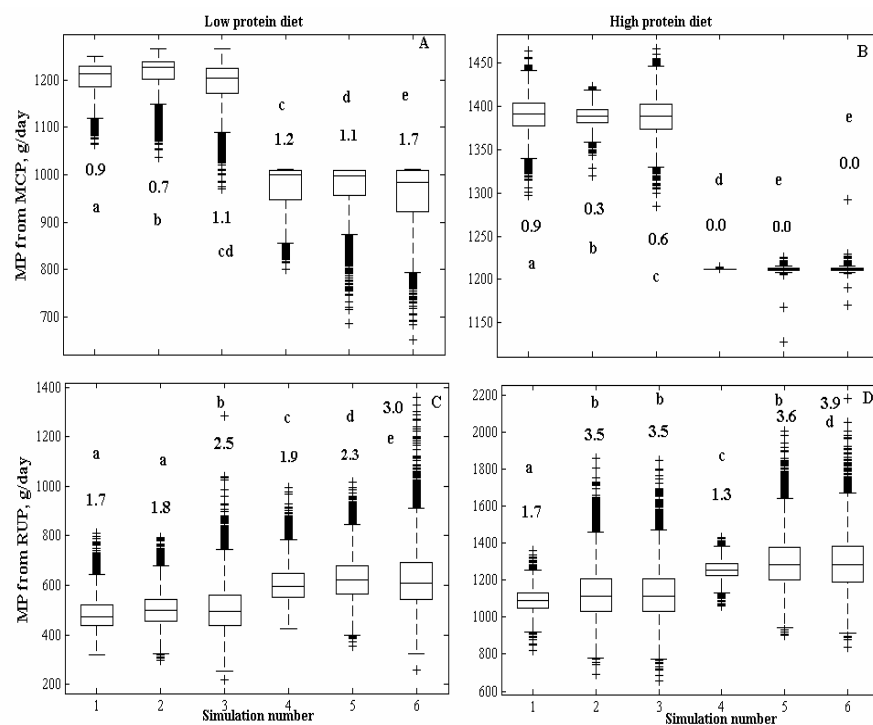 Low protein diet
High protein diet
MP from MCP, g/day
A
1200
1100
1000
900
800
700
0.9
a
0.7
b
1.1
cd
c
1.2
d
1.1
e
1.7
B
1450
1400
1350
1300
1250
1200
1150
0.9
a
0.3
b
0.6
c
d
0.0
e
0.0
e
0.0
MP from RUP, g/day
C
1400
1200
1000
800
600
400
200
a
1.7
a
1.8
b
2.5
c
1.9
d
2.3
3.0
e
1 2 3 4 5 6
Simulation number
D
2200
2000
1800
1600
1400
1200
1000
800
600
a
1.7
b
3.5
b
3.5
c
1.3
b
3.6
3.9
d
1 2 3 4 5 6
Simulation number